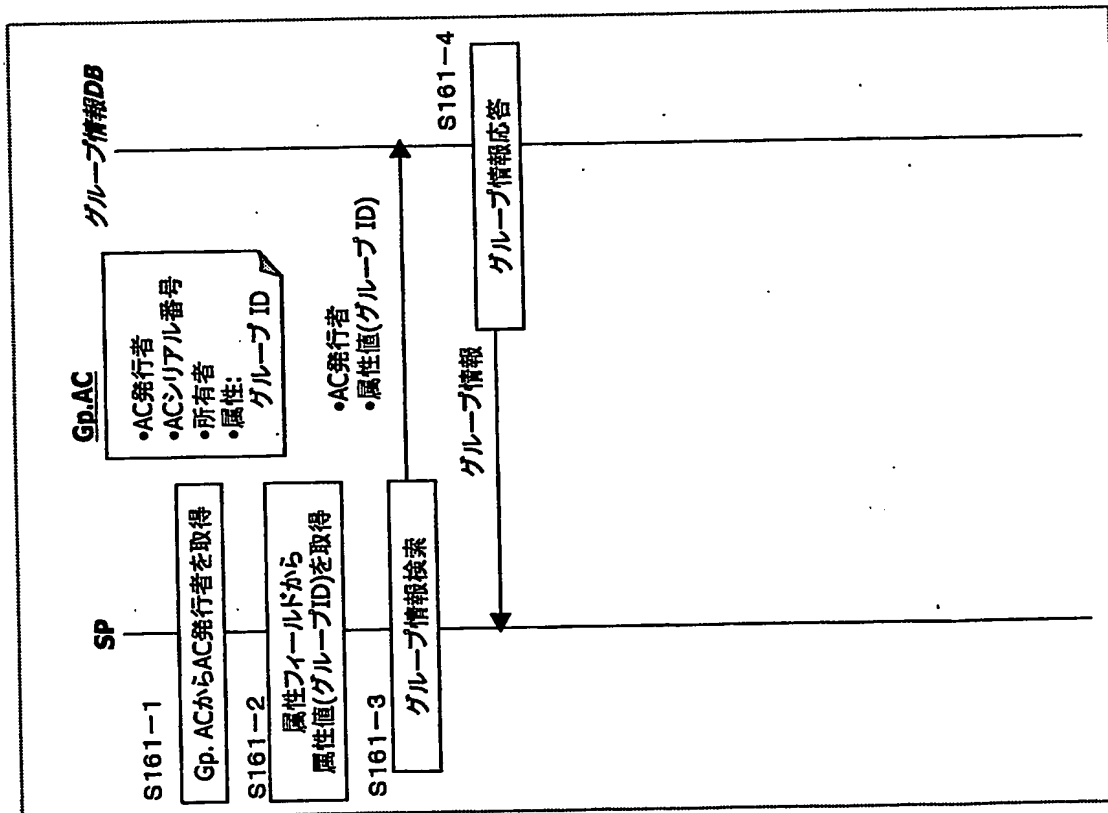 SP
Gp.AC
グループ情報DB
•AC発行者
•ACシリアル番号
•所有者
•属性:
グループ ID
S161-1
Gp. ACからAC発行者を取得
S161-2
属性フィールドから
属性値(グループID)を取得
S161-3
グループ情報検索
•AC発行者
•属性値(グループ ID)
S161-4
グループ情報応答
グループ情報